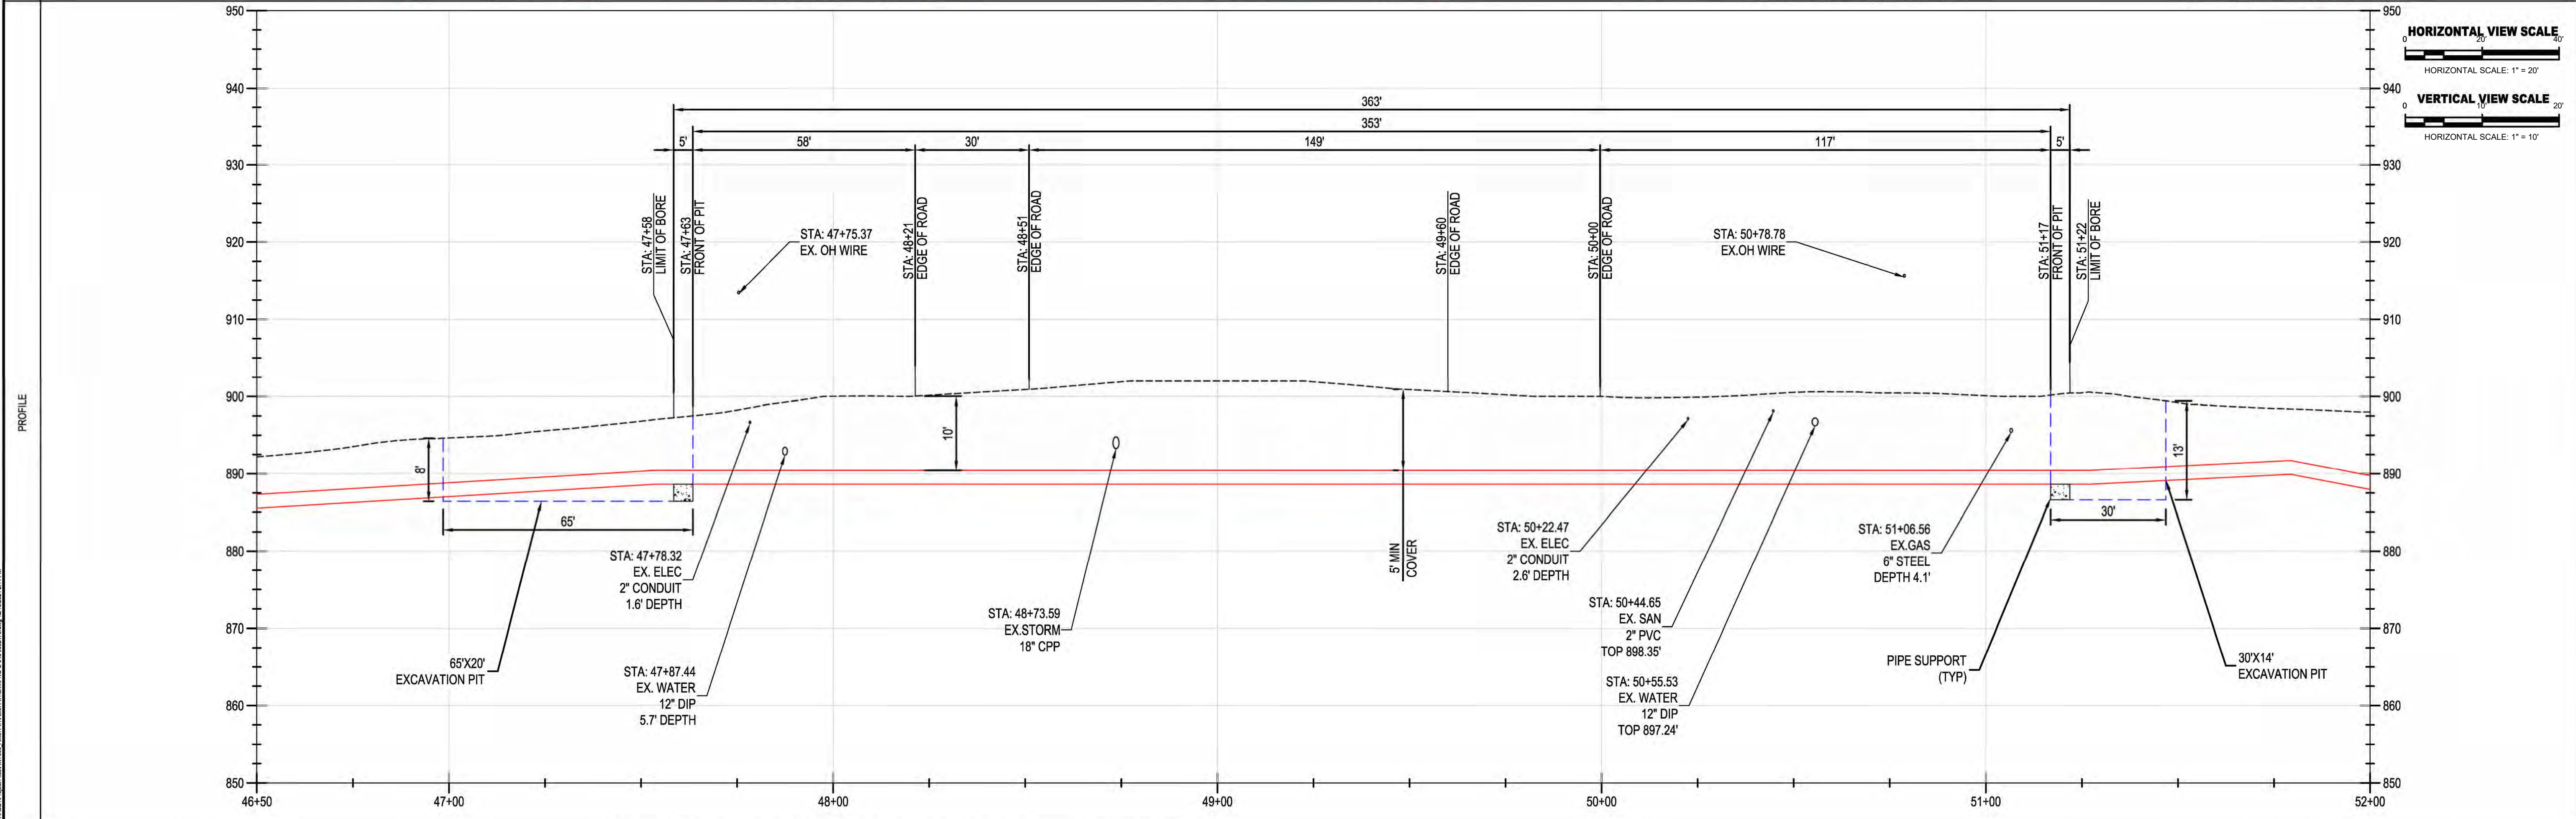 PROFILE
950
940
930
920
910
900
890
880
870
860
850
950
940
930
920
910
900
890
880
870
860
850
46+50
47+00
48+00
49+00
50+00
51+00
52+00
HORIZONTAL VIEW SCALE
0 20' 40'
HORIZONTAL SCALE: 1" = 20'
VERTICAL VIEW SCALE
0 10' 20'
HORIZONTAL SCALE: 1" = 10'
363'
353'
5'
58'
30'
149'
117'
5'
STA: 47+58
LIMIT OF BORE
STA: 47+63
FRONT OF PIT
STA: 47+75.37
EX. OH WIRE
STA: 48+21
EDGE OF ROAD
STA: 48+51
EDGE OF ROAD
STA: 49+60
EDGE OF ROAD
STA: 50+00
EDGE OF ROAD
STA: 50+78.78
EX.OH WIRE
STA: 51+17
FRONT OF PIT
STA: 51+22
LIMIT OF BORE
8'
10'
13'
65'
30'
5' MIN
COVER
65'X20'
EXCAVATION PIT
STA: 47+78.32
EX. ELEC
2" CONDUIT
1.6' DEPTH
STA: 47+87.44
EX. WATER
12" DIP
5.7' DEPTH
STA: 48+73.59
EX.STORM
18" CPP
STA: 50+22.47
EX. ELEC
2" CONDUIT
2.6' DEPTH
STA: 50+44.65
EX. SAN
2" PVC
TOP 898.35'
STA: 50+55.53
EX. WATER
12" DIP
TOP 897.24'
STA: 51+06.56
EX.GAS
6" STEEL
DEPTH 4.1'
PIPE SUPPORT
(TYP)
30'X14'
EXCAVATION PIT